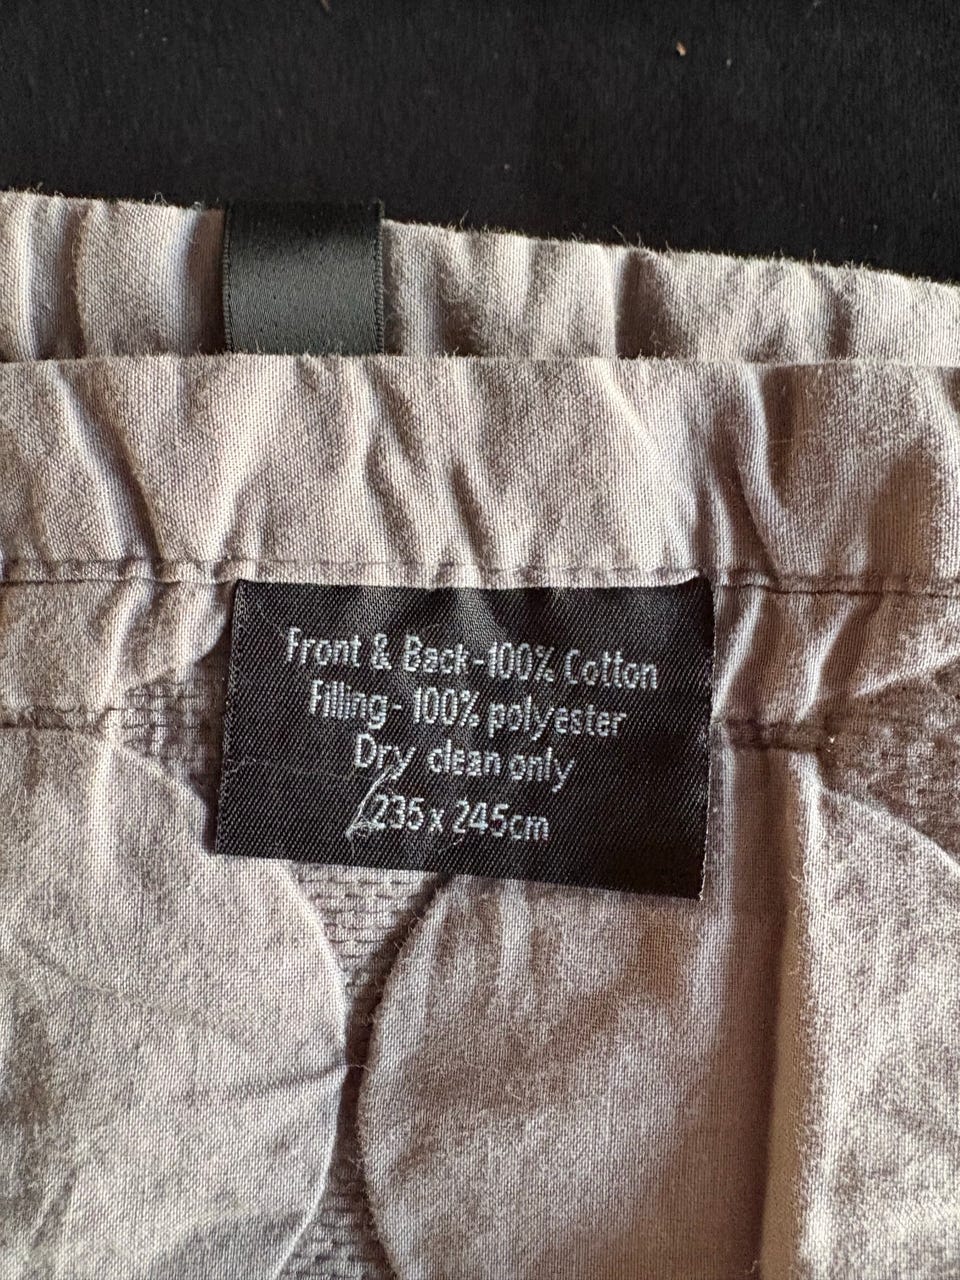 Front & Back-100% Cotton
Filling- 100% polyester
Dry clean only
235 x 245cm